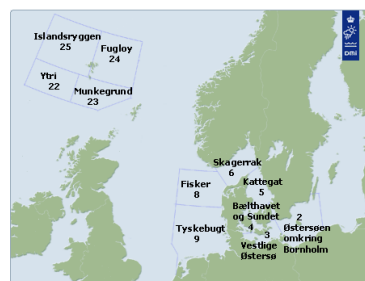 Islandsryggen
25
Fugloy
24
Ytri
22
Munkegrund
23
Skagerrak
6
Fisker
8
Kattegat
5
Bælthavet
og Sundet
4
Tyskebugt
9
3
Vestlige
Østersø
2
Østersøen
omkring
Bornholm
DMI